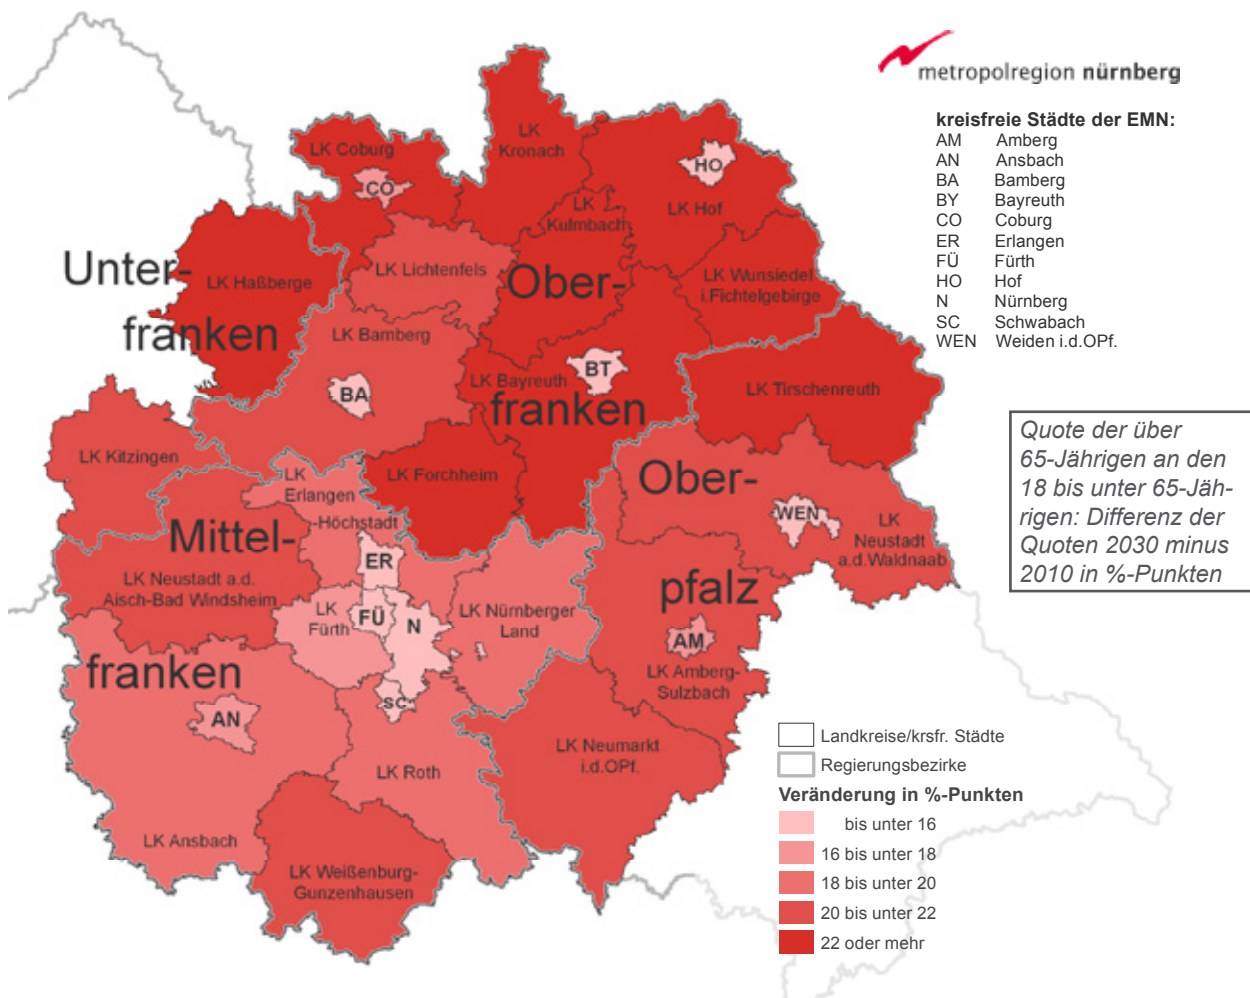 metropolregion nürnberg
kreisfreie Städte der EMN:
AM Amberg
AN Ansbach
BA Bamberg
BY Bayreuth
CO Coburg
ER Erlangen
FÜ Fürth
HO Hof
N Nürnberg
SC Schwabach
WEN Weiden i.d.OPf.
Quote der über
65-Jährigen an den
18 bis unter 65-Jäh-
rigen: Differenz der
Quoten 2030 minus
2010 in %-Punkten
LK
Kronach
LK Coburg
CO
HO
LK Hof
LK
Kulmbach
Unter-
franken
LK Haßberge
LK Lichtenfels
Ober-
franken
LK Wunsiedel
i.Fichtelgebirge
LK Bamberg
BA
LK Bayreuth
BT
LK Tirschenreuth
LK Kitzingen
LK Forchheim
LK
Erlangen
-Höchstadt
Ober-
pfalz
WEN
LK
Neustadt
a.d.Waldnaab
Mittel-
franken
LK Neustadt a.d.
Aisch-Bad Windsheim
ER
LK
Fürth
FÜ
N
LK Nürnberger
Land
AM
LK Amberg-
Sulzbach
AN
SC
LK Neumarkt
i.d.OPf.
LK Roth
LK Ansbach
LK Weißenburg-
Gunzenhausen
Landkreise/krsfr. Städte
Regierungsbezirke
Veränderung in %-Punkten
bis unter 16
16 bis unter 18
18 bis unter 20
20 bis unter 22
22 oder mehr